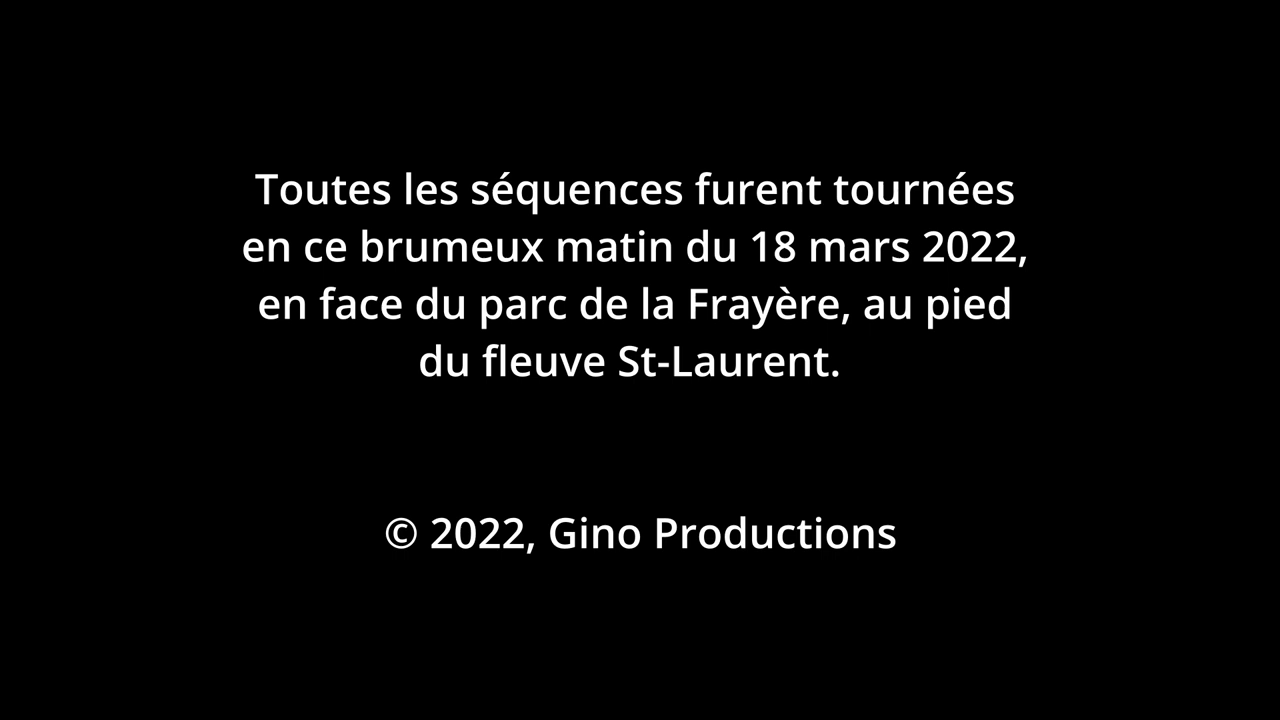 Toutes les séquences furent tournées
en ce brumeux matin du 18 mars 2022,
en face du parc de la Frayère, au pied
du fleuve St-Laurent.
© 2022, Gino Productions